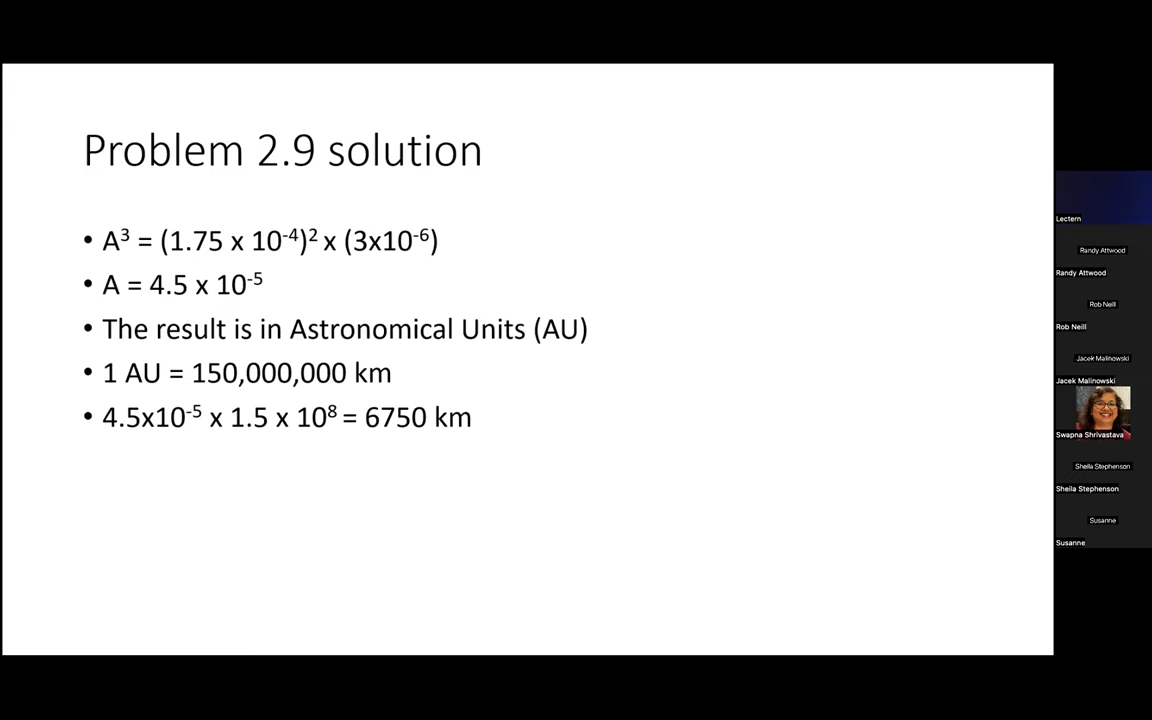 Problem 2.9 solution
• A³ = (1.75 x 10⁻⁴)² x (3x10⁻⁶)
• A = 4.5 x 10⁻⁵
• The result is in Astronomical Units (AU)
• 1 AU = 150,000,000 km
• 4.5x10⁻⁵ x 1.5 x 10⁸ = 6750 km
Lectern
Randy Attwood
Randy Attwood
Rob Neill
Rob Neill
Jacek Malinowski
Jacek Malinowski
Swapna Shrivastava
Sheila Stephenson
Sheila Stephenson
Susanne
Susanne